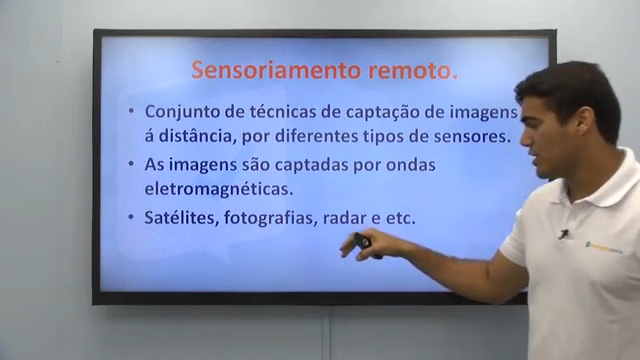 Sensoriamento remoto.
• Conjunto de técnicas de captação de imagens
á distância, por diferentes tipos de sensores.
• As imagens são captadas por ondas
eletromagnéticas.
• Satélites, fotografias, radar e etc.